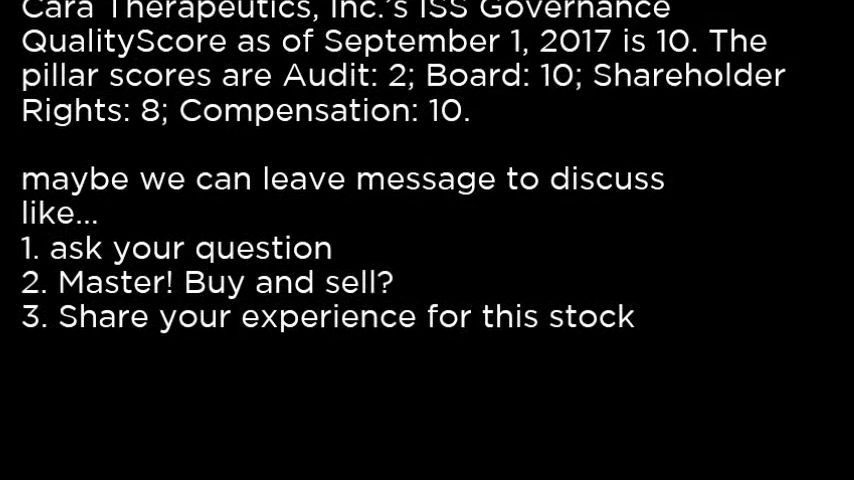 Cara Therapeutics, Inc.'s ISS Governance
QualityScore as of September 1, 2017 is 10. The
pillar scores are Audit: 2; Board: 10; Shareholder
Rights: 8; Compensation: 10.
maybe we can leave message to discuss
like...
1. ask your question
2. Master! Buy and sell?
3. Share your experience for this stock